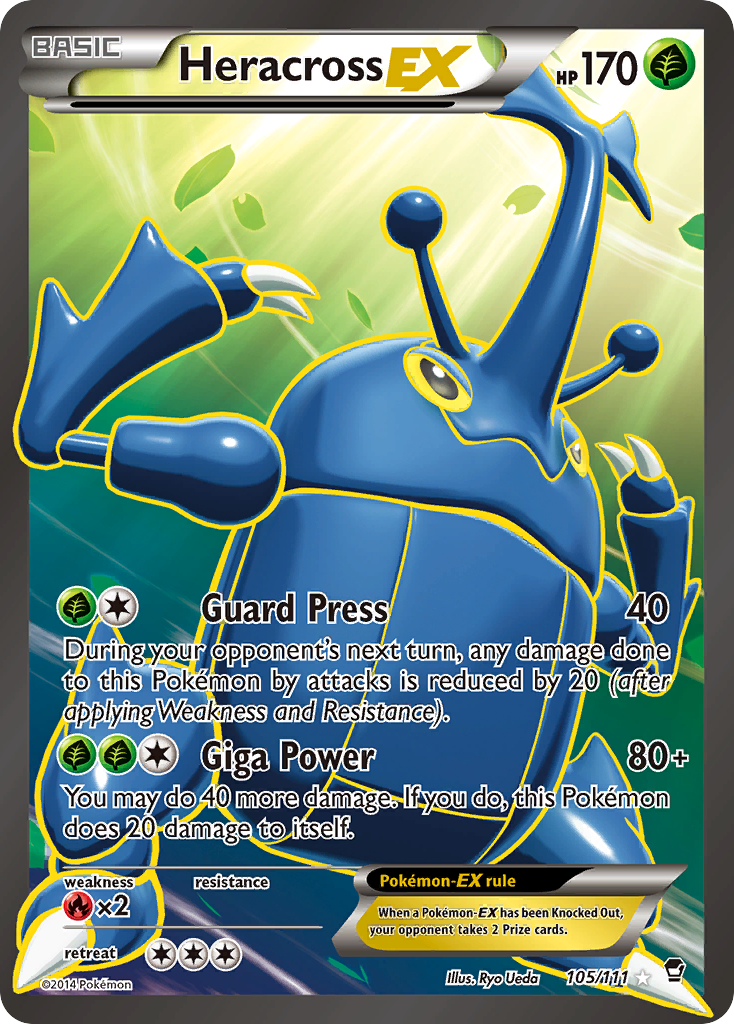 BASIC
Heracross EX
HP 170
Guard Press 40
During your opponent's next turn, any damage done
to this Pokémon by attacks is reduced by 20 (after
applying Weakness and Resistance).
Giga Power 80+
You may do 40 more damage. If you do, this Pokémon
does 20 damage to itself.
weakness resistance
×2
retreat
Pokémon-EX rule
When a Pokémon-EX has been Knocked Out,
your opponent takes 2 Prize cards.
Illus. Ryo Ueda 105/111
©2014 Pokémon